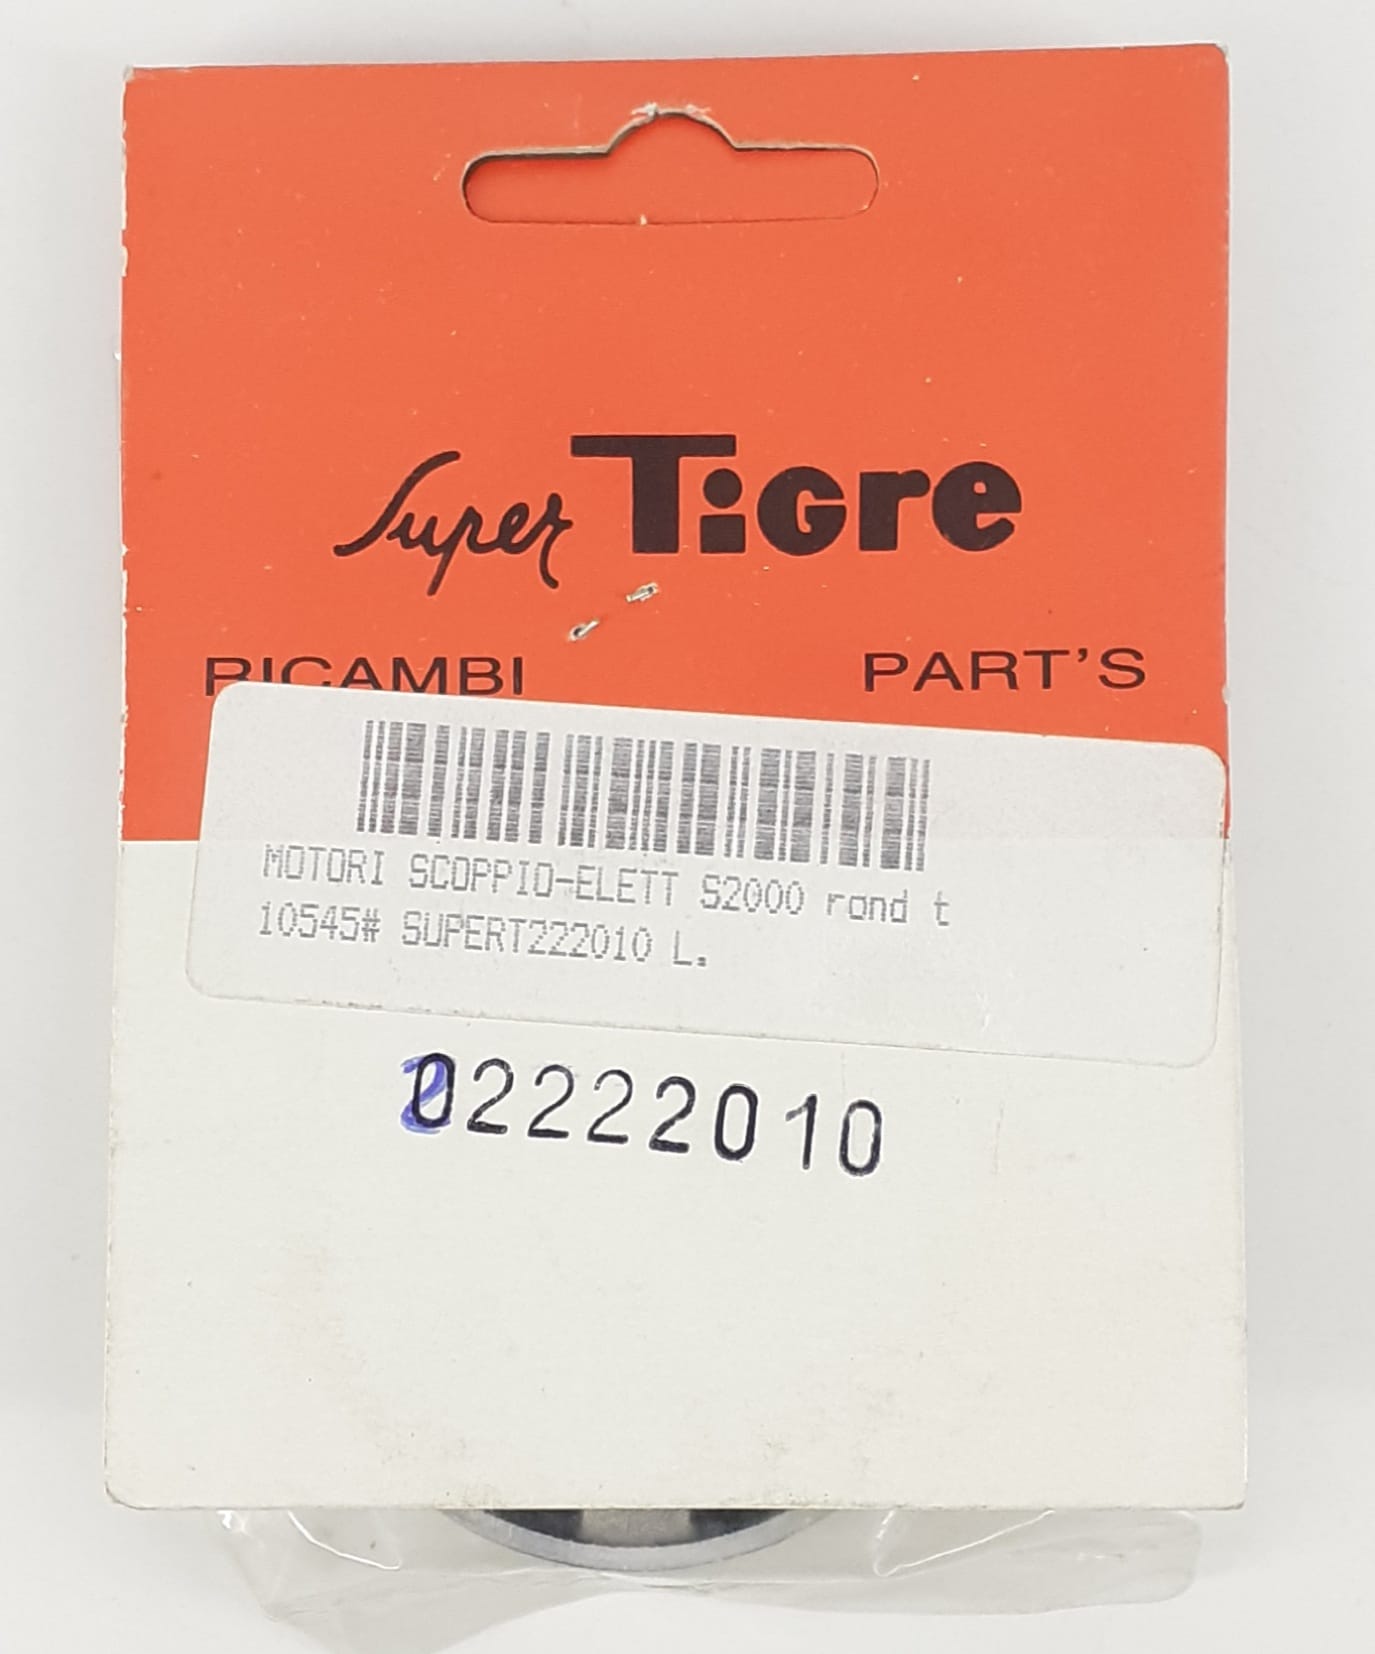 Super Tigre
RICAMBI PART'S
MOTORI SCOPPIO-ELETT S2000 rond t
10545# SUPERT222010 L.
02222010